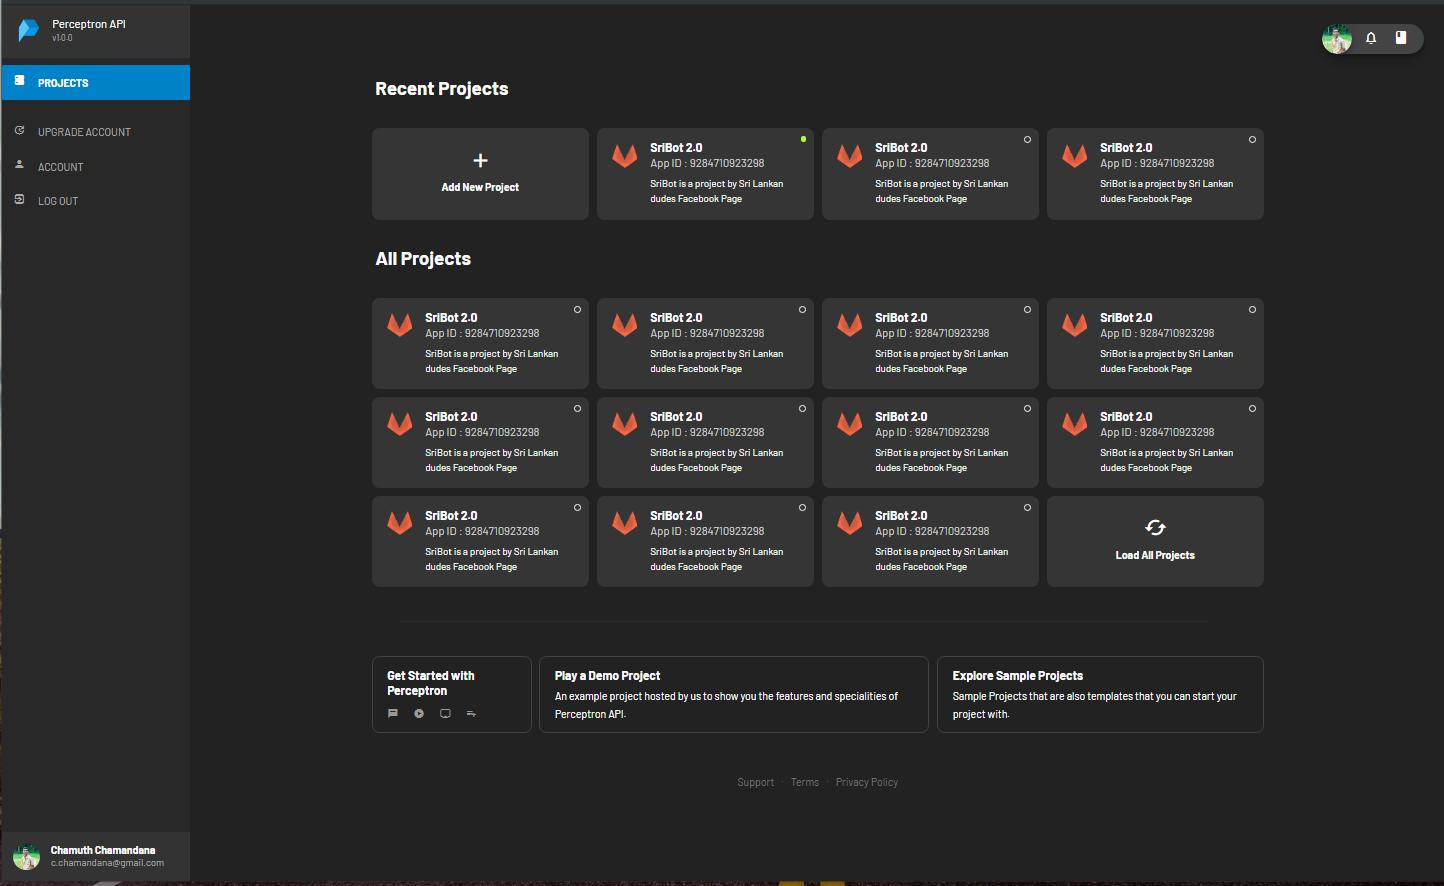 Perceptron API
v1.0.0
PROJECTS
UPGRADE ACCOUNT
ACCOUNT
LOG OUT
Chamuth Chamandana
c.chamandana@gmail.com
Recent Projects
Add New Project
SriBot 2.0
App ID : 9284710923298
SriBot is a project by Sri Lankan
dudes Facebook Page
SriBot 2.0
App ID : 9284710923298
SriBot is a project by Sri Lankan
dudes Facebook Page
SriBot 2.0
App ID : 9284710923298
SriBot is a project by Sri Lankan
dudes Facebook Page
All Projects
SriBot 2.0
App ID : 9284710923298
SriBot is a project by Sri Lankan
dudes Facebook Page
SriBot 2.0
App ID : 9284710923298
SriBot is a project by Sri Lankan
dudes Facebook Page
SriBot 2.0
App ID : 9284710923298
SriBot is a project by Sri Lankan
dudes Facebook Page
SriBot 2.0
App ID : 9284710923298
SriBot is a project by Sri Lankan
dudes Facebook Page
SriBot 2.0
App ID : 9284710923298
SriBot is a project by Sri Lankan
dudes Facebook Page
SriBot 2.0
App ID : 9284710923298
SriBot is a project by Sri Lankan
dudes Facebook Page
SriBot 2.0
App ID : 9284710923298
SriBot is a project by Sri Lankan
dudes Facebook Page
SriBot 2.0
App ID : 9284710923298
SriBot is a project by Sri Lankan
dudes Facebook Page
SriBot 2.0
App ID : 9284710923298
SriBot is a project by Sri Lankan
dudes Facebook Page
SriBot 2.0
App ID : 9284710923298
SriBot is a project by Sri Lankan
dudes Facebook Page
SriBot 2.0
App ID : 9284710923298
SriBot is a project by Sri Lankan
dudes Facebook Page
Load All Projects
Get Started with
Perceptron
Play a Demo Project
An example project hosted by us to show you the features and specialities of
Perceptron API.
Explore Sample Projects
Sample Projects that are also templates that you can start your
project with.
Support · Terms · Privacy Policy